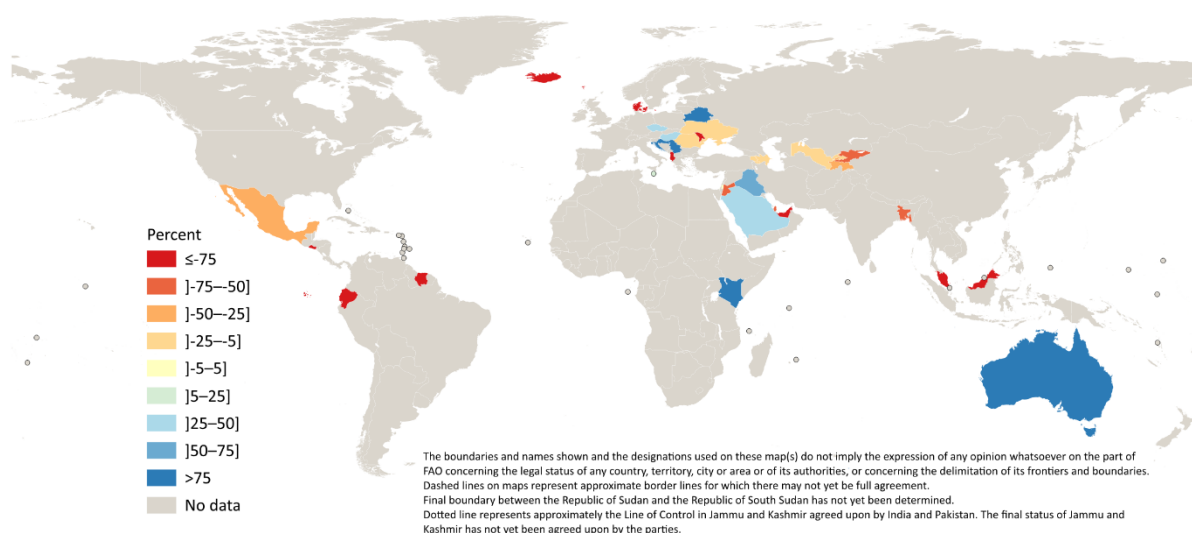 Percent
≤-75
]-75–-50]
]-50–-25]
]-25–-5]
]-5–5]
]5–25]
]25–50]
]50–75]
>75
No data
The boundaries and names shown and the designations used on these map(s) do not imply the expression of any opinion whatsoever on the part of
FAO concerning the legal status of any country, territory, city or area or of its authorities, or concerning the delimitation of its frontiers and boundaries.
Dashed lines on maps represent approximate border lines for which there may not yet be full agreement.
Final boundary between the Republic of Sudan and the Republic of South Sudan has not yet been determined.
Dotted line represents approximately the Line of Control in Jammu and Kashmir agreed upon by India and Pakistan. The final status of Jammu and
Kashmir has not yet been agreed upon by the parties.